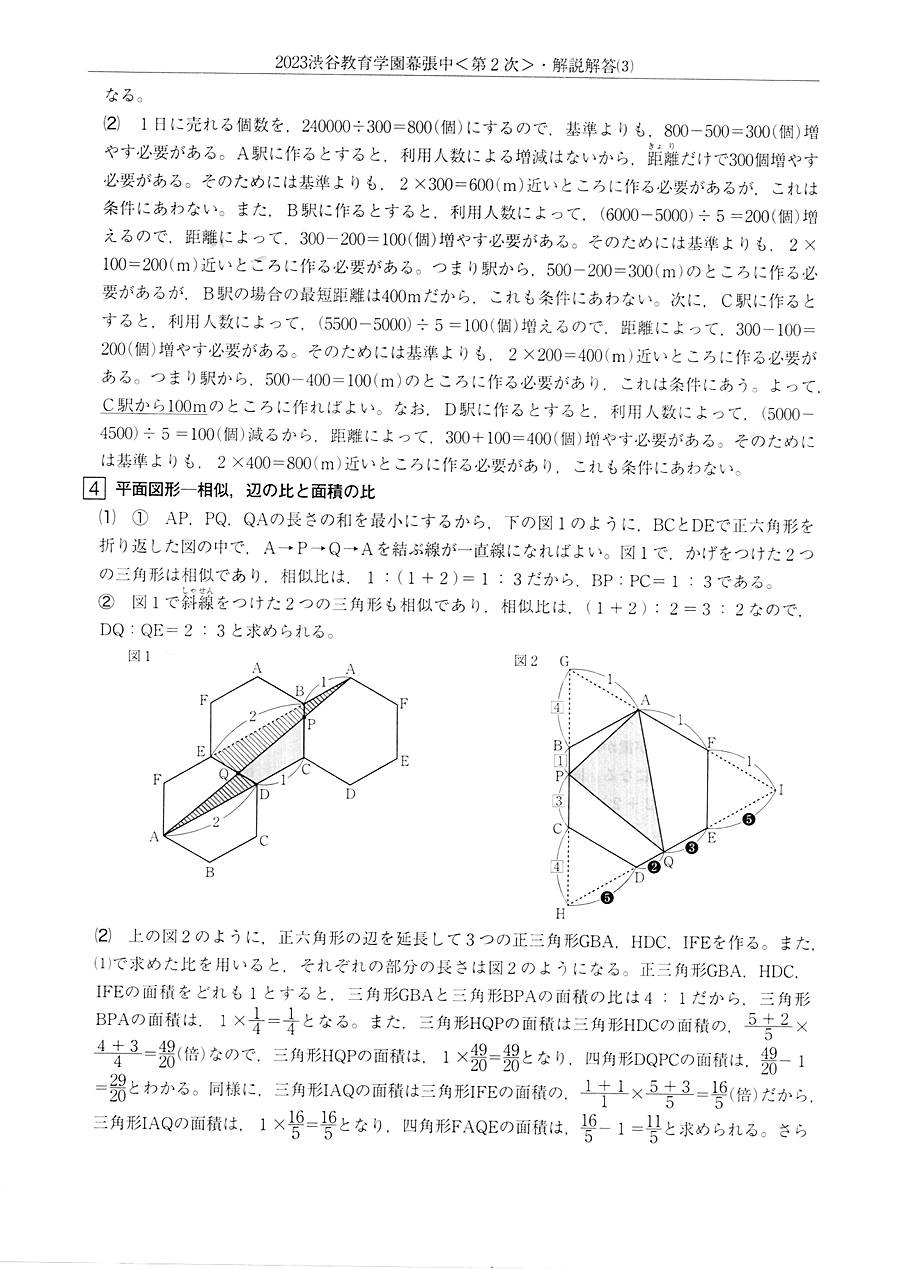 2023渋谷教育学園幕張中<第2次>・解説解答(3)
なる。
(2) 1日に売れる個数を,240000÷300=800(個)にするので,基準よりも,800-500=300(個)増
きょり
やす必要がある。A駅に作るとすると,利用人数による増減はないから,距離だけで300個増やす
必要がある。そのためには基準よりも,2×300=600(m)近いところに作る必要があるが,これは
条件にあわない。また,B駅に作るとすると,利用人数によって,(6000-5000)÷5=200(個)増
えるので,距離によって,300-200=100(個)増やす必要がある。そのためには基準よりも,2×
100=200(m)近いところに作る必要がある。つまり駅から,500-200=300(m)のところに作る必
要があるが,B駅の場合の最短距離は400mだから,これも条件にあわない。次に,C駅に作ると
すると,利用人数によって,(5500-5000)÷5=100(個)増えるので,距離によって,300-100=
200(個)増やす必要がある。そのためには基準よりも,2×200=400(m)近いところに作る必要が
ある。つまり駅から,500-400=100(m)のところに作る必要があり,これは条件にあう。よって,
C駅から100mのところに作ればよい。なお,D駅に作るとすると,利用人数によって,(5000-
4500)÷5=100(個)減るから,距離によって,300+100=400(個)増やす必要がある。そのために
は基準よりも,2×400=800(m)近いところに作る必要があり,これも条件にあわない。
4 平面図形―相似,辺の比と面積の比
(1) ① AP,PQ,QAの長さの和を最小にするから,下の図1のように,BCとDEで正六角形を
折り返した図の中で,A→P→Q→Aを結ぶ線が一直線になればよい。図1で,かげをつけた2つ
の三角形は相似であり,相似比は,1:(1+2)=1:3だから,BP:PC=1:3である。
しゃせん
② 図1で斜線をつけた2つの三角形も相似であり,相似比は,(1+2):2=3:2なので,
DQ:QE=2:3と求められる。
図1
A
A
F
B
1
F
2
P
E
Q
C
E
F
D
1
D
A
2
C
B
図2
G
1
A
4
1
B
F
1
1
P
3
I
C
5
E
4
3
Q
2
D
5
H
(2) 上の図2のように,正六角形の辺を延長して3つの正三角形GBA,HDC,IFEを作る。また,
(1)で求めた比を用いると,それぞれの部分の長さは図2のようになる。正三角形GBA,HDC,
IFEの面積をどれも1とすると,三角形GBAと三角形BPAの面積の比は4:1だから,三角形
BPAの面積は,1×1/4=1/4となる。また,三角形HQPの面積は三角形HDCの面積の,5+2/5×
4+3/4=49/20(倍)なので,三角形HQPの面積は,1×49/20=49/20となり,四角形DQPCの面積は,49/20-1
=29/20とわかる。同様に,三角形IAQの面積は三角形IFEの面積の,1+1/1×5+3/5=16/5(倍)だから,
三角形IAQの面積は,1×16/5=16/5となり,四角形FAQEの面積は,16/5-1=11/5と求められる。さら